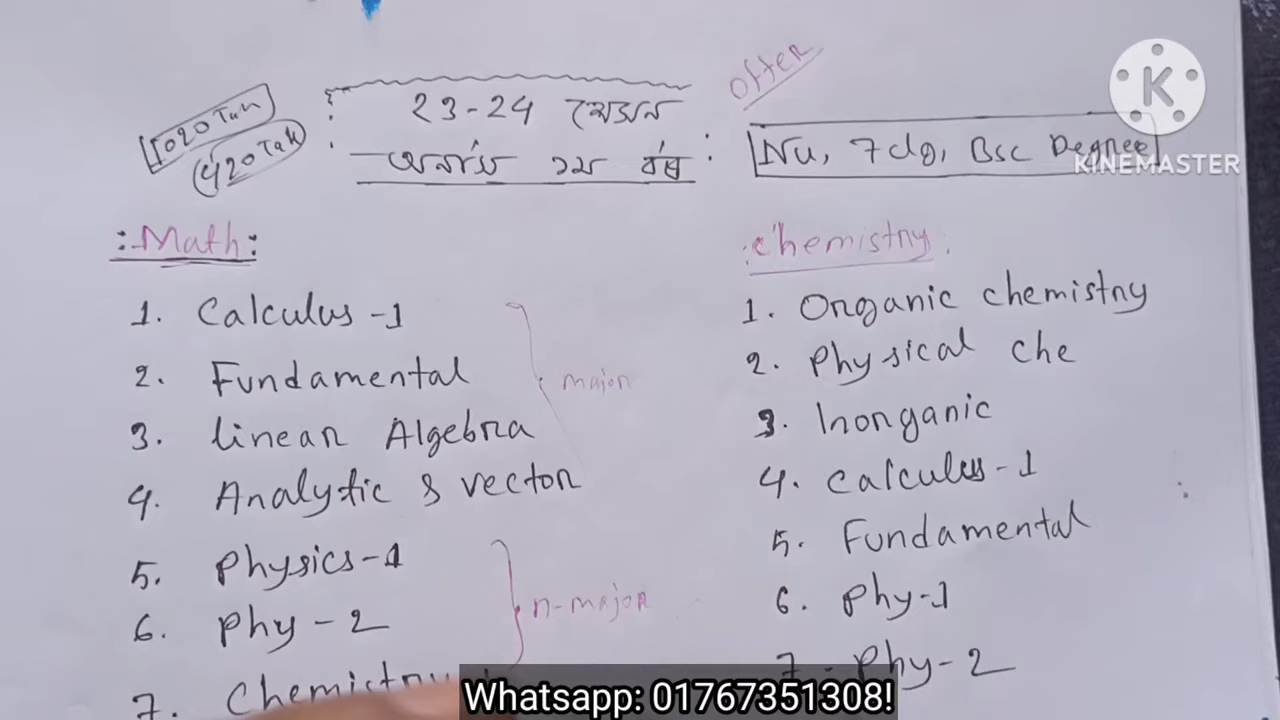 1020 Tak
420 Tak
23-24 সেশন
অনার্স ১ম বর্ষ :
Offer
Nu, 7clg, Bsc Degree
KINEMASTER
:Math:
1. Calculus -1
2. Fundamental
3. linear Algebra
4. Analytic & vector
major
5. Physics-1
6. Phy - 2
7. Chemistry
n-major
:Chemistry.
1. Organic chemistry
2. Physical che
3. Inorganic
4. Calculus-1
5. Fundamental
6. Phy-1
7. Phy-2
Whatsapp: 01767351308!